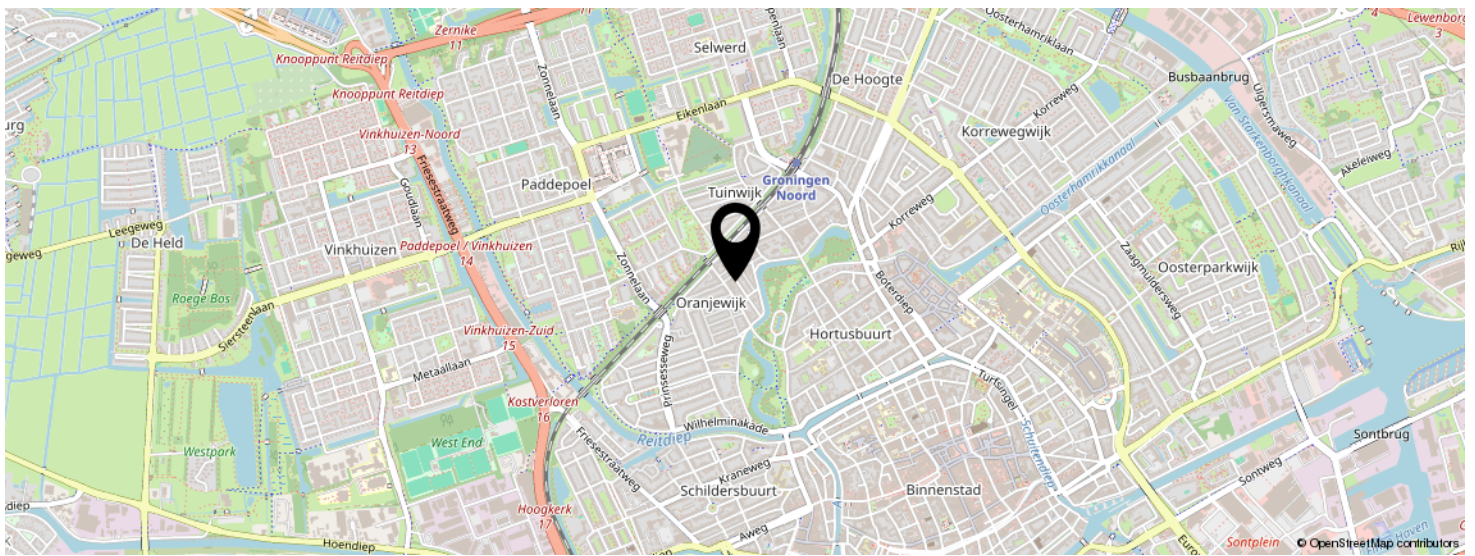 Zernike
11
Knooppunt Reitdiep
Knooppunt Reitdiep
Selwerd
De Hoogte
Oosterhamriklaan
Busbaanbrug
Lewenborg
3
4
Vinkhuizen-Noord
13
Zonnelaan
Eikenlaan
Korreweg
Korrewegwijk
Ulgersmaweg
Van Starkenborghkanaal
Akeleiweg
Friesestraatweg
Goudlaan
Paddepoel
Tuinwijk
Groningen
Noord
Oosterhamrikkanaal
Korreweg
Leegeweg
De Held
Vinkhuizen
Paddepoel / Vinkhuizen
14
Zonnelaan
Zaagmuldersweg
Oosterparkwijk
Roege Bos
Siersteenlaan
Oranjewijk
Boterdiep
Vinkhuizen-Zuid
15
Hortusbuurt
Metaallaan
Prinsesseweg
Turfsingel
Kostverloren
16
Wilhelminakade
Reitdiep
West End
Westpark
Friesestraatweg
Kraneweg
Schuitendiep
Sontbrug
Sontweg
Schildersbuurt
Binnenstad
Hoogkerk
17
Aweg
Hoendiep
Sontplein
© OpenStreetMap contributors